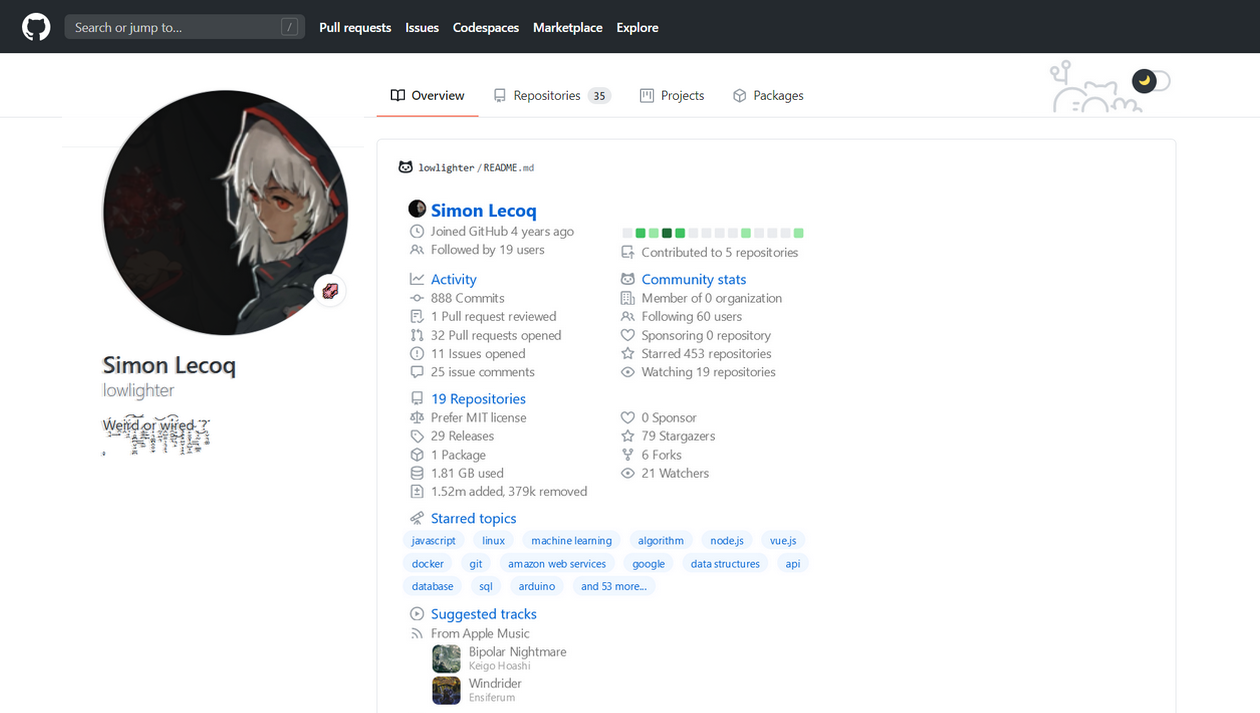 Search or jump to... /
Pull requests Issues Codespaces Marketplace Explore
Overview Repositories 35 Projects Packages
Simon Lecoq
lowlighter
Weird or wired ?
lowlighter/README.md
Simon Lecoq
Joined GitHub 4 years ago
Followed by 19 users
Contributed to 5 repositories
Activity
888 Commits
1 Pull request reviewed
32 Pull requests opened
11 Issues opened
25 issue comments
Community stats
Member of 0 organization
Following 60 users
Sponsoring 0 repository
Starred 453 repositories
Watching 19 repositories
19 Repositories
Prefer MIT license
29 Releases
1 Package
1.81 GB used
1.52m added, 379k removed
0 Sponsor
79 Stargazers
6 Forks
21 Watchers
Starred topics
javascript linux machine learning algorithm node.js vue.js
docker git amazon web services google data structures api
database sql arduino and 53 more...
Suggested tracks
From Apple Music
Bipolar Nightmare
Keigo Hoashi
Windrider
Ensiferum